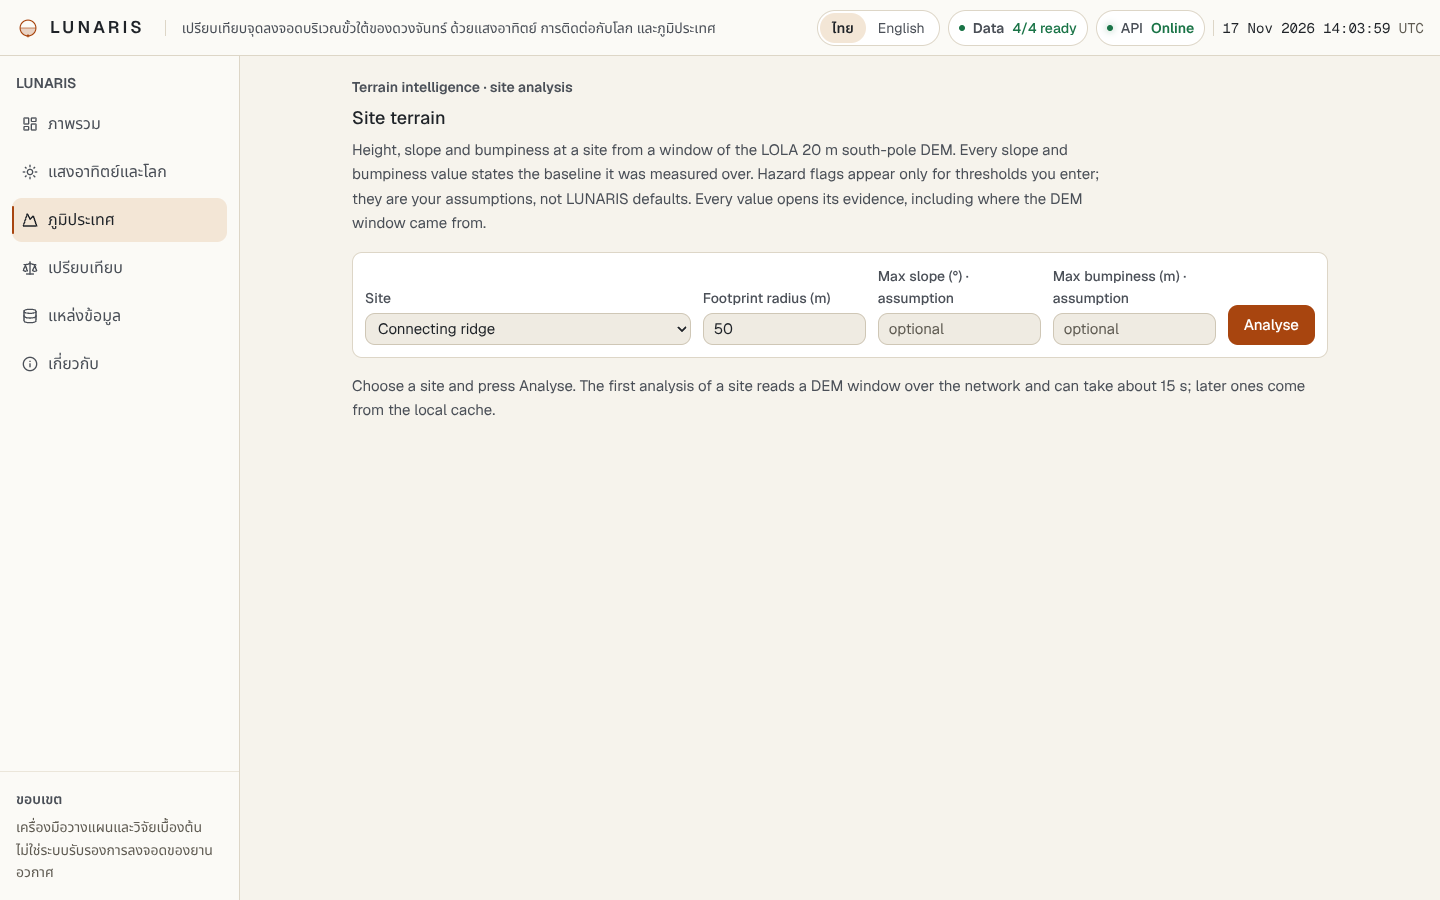 LUNARIS
เปรียบเทียบจุดลงจอดบริเวณขั้วใต้ของดวงจันทร์ ด้วยแสงอาทิตย์ การติดต่อกับโลก และภูมิประเทศ
ไทย English
Data 4/4 ready
API Online
17 Nov 2026 14:03:59 UTC
LUNARIS
ภาพรวม
แสงอาทิตย์และโลก
ภูมิประเทศ
เปรียบเทียบ
แหล่งข้อมูล
เกี่ยวกับ
ขอบเขต
เครื่องมือวางแผนและวิจัยเบื้องต้น
ไม่ใช่ระบบรับรองการลงจอดของยาน
อวกาศ
Terrain intelligence · site analysis
Site terrain
Height, slope and bumpiness at a site from a window of the LOLA 20 m south-pole DEM. Every slope and
bumpiness value states the baseline it was measured over. Hazard flags appear only for thresholds you enter;
they are your assumptions, not LUNARIS defaults. Every value opens its evidence, including where the DEM
window came from.
Site
Connecting ridge
Footprint radius (m)
50
Max slope (°) ·
assumption
optional
Max bumpiness (m) ·
assumption
optional
Analyse
Choose a site and press Analyse. The first analysis of a site reads a DEM window over the network and can take about 15 s; later ones come
from the local cache.